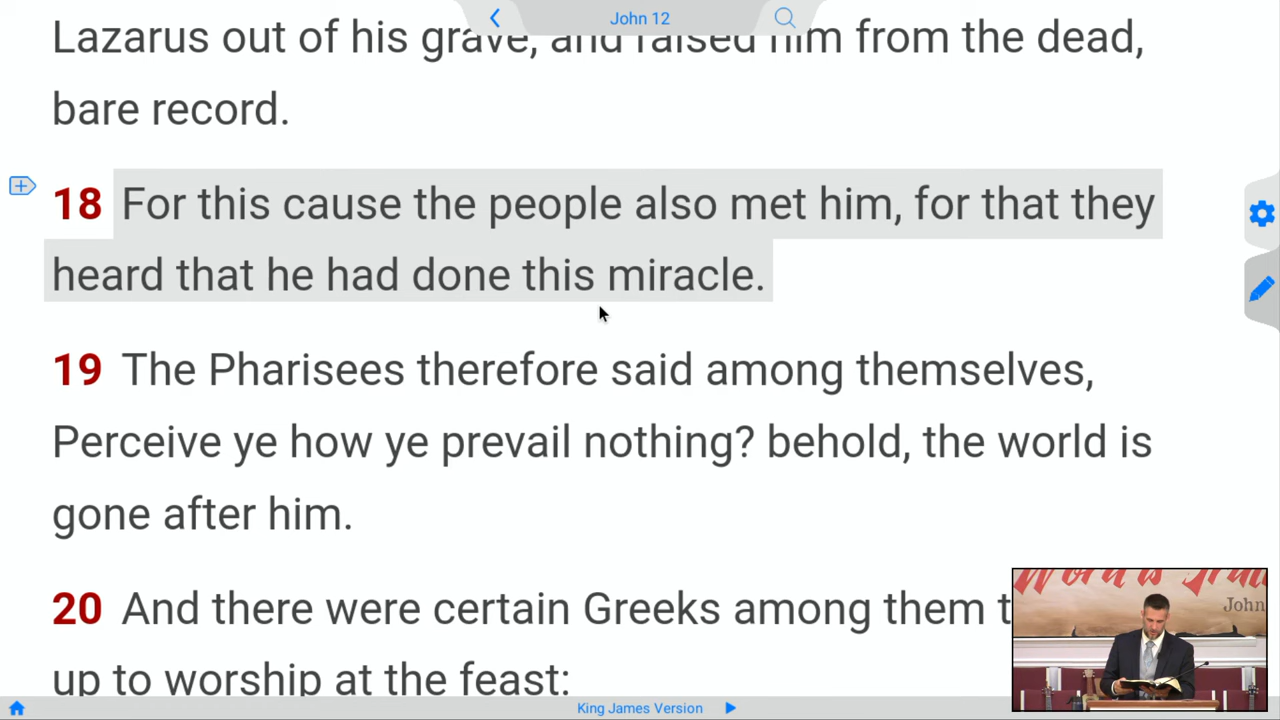 John 12
Lazarus out of his grave, and raised him from the dead,
bare record.
18 For this cause the people also met him, for that they
heard that he had done this miracle.
19 The Pharisees therefore said among themselves,
Perceive ye how ye prevail nothing? behold, the world is
gone after him.
20 And there were certain Greeks among them
up to worship at the feast:
Word is
John
King James Version